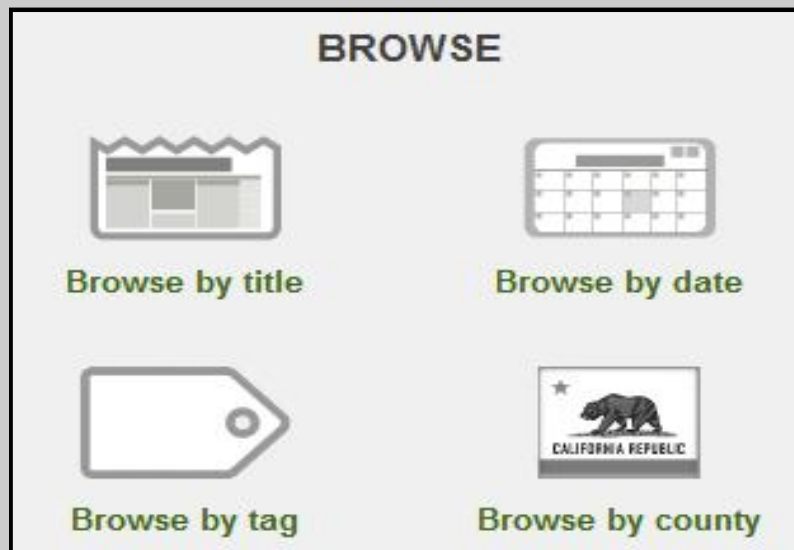 BROWSE
Browse by title
Browse by date
CALIFORNIA REPUBLIC
Browse by tag
Browse by county